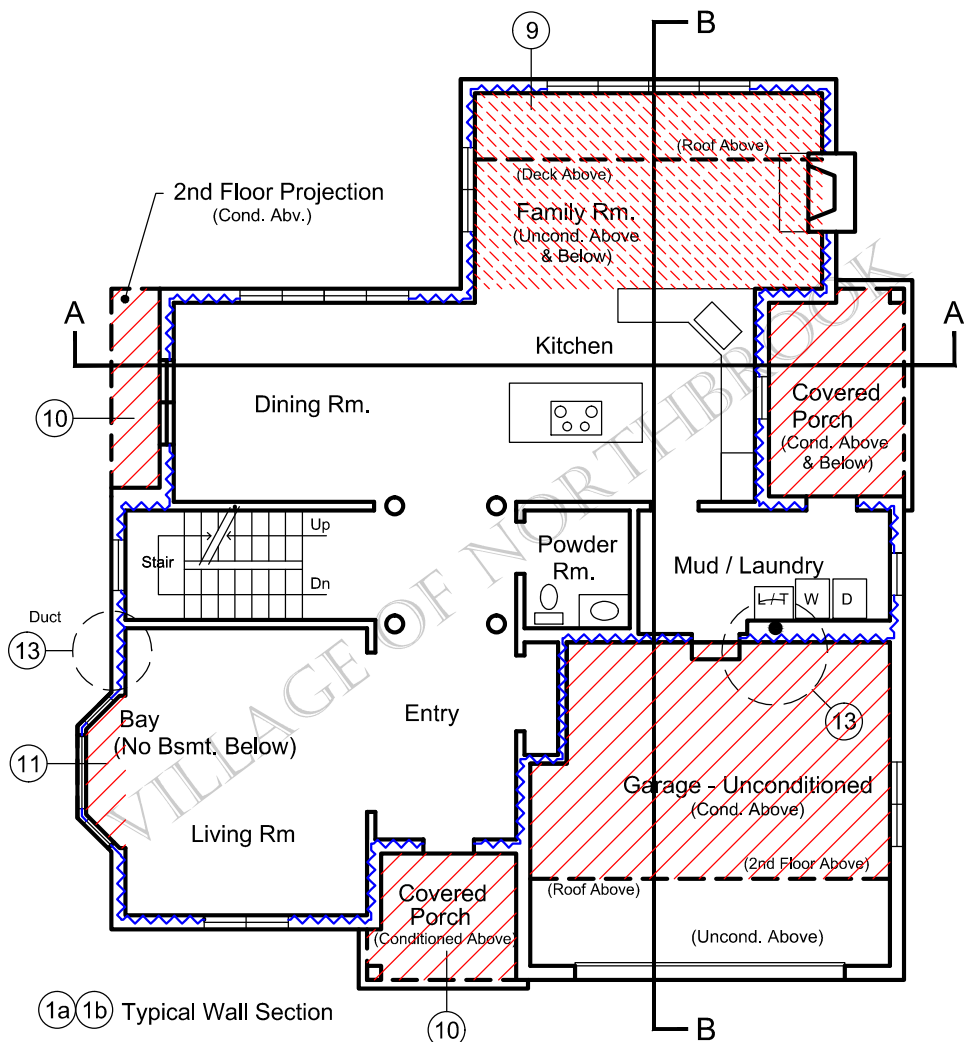 B
9
(Roof Above)
(Deck Above)
2nd Floor Projection
(Cond. Abv.)
Family Rm.
(Uncond. Above
& Below)
A
A
Kitchen
Dining Rm.
Covered
Porch
(Cond. Above
& Below)
10
Up
Stair
Dn
Powder
Rm.
Mud / Laundry
L/T
W
D
Duct
13
Bay
(No Bsmt. Below)
Entry
13
11
Garage - Unconditioned
(Cond. Above)
Living Rm
(2nd Floor Above)
(Roof Above)
Covered
Porch
(Conditioned Above)
(Uncond. Above)
1a 1b Typical Wall Section
10
B
VILLAGE OF NORTHBROOK